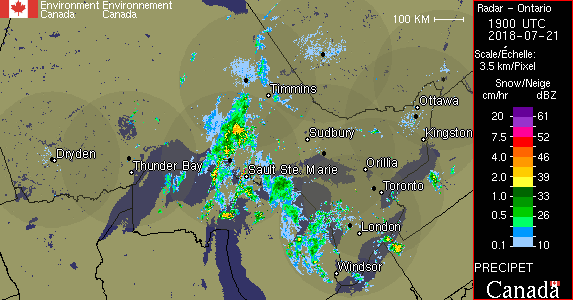 Environment Environnement
Canada Canada
100 KM
Timmins
Ottawa
Sudbury
Kingston
Dryden
Thunder Bay
Sault Ste. Marie
Orillia
Toronto
London
Windsor
Radar - Ontario
1900 UTC
2018-07-21
Scale/Échelle:
3.5 km/Pixel
Snow/Neige
cm/hr dBZ
20 61
7.5 52
4.0 46
2.0 39
1.0 33
0.5 26
0.1 10
PRECIPET
Canada